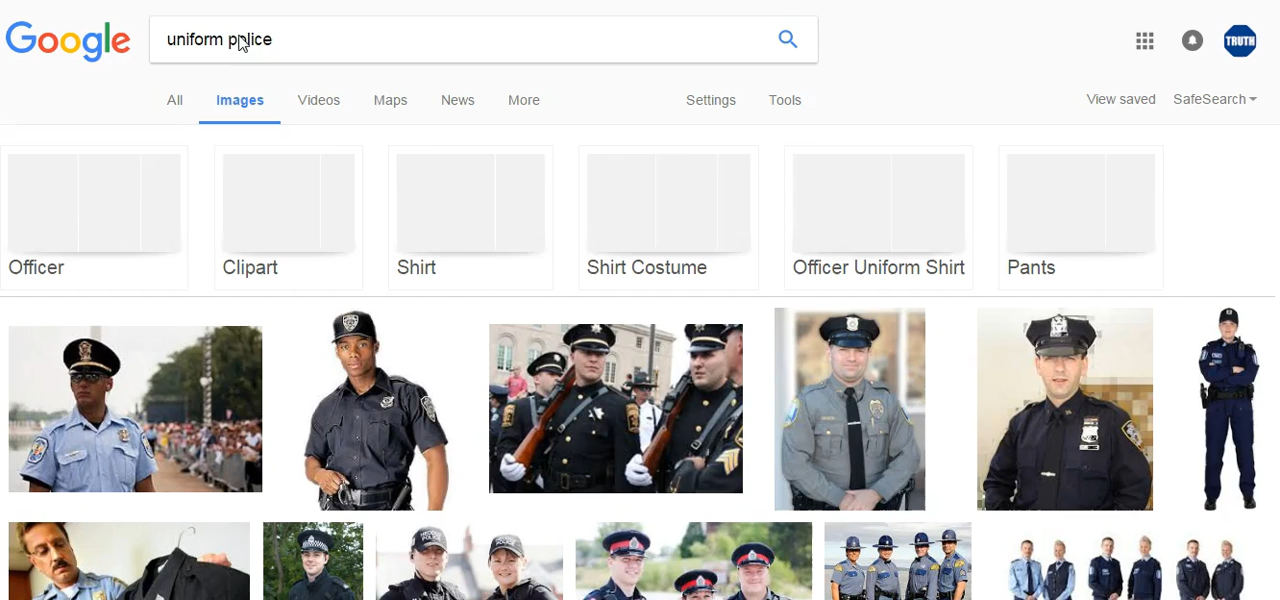 Google
uniform police
TRUTH
All Images Videos Maps News More Settings Tools View saved SafeSearch
Officer Clipart Shirt Shirt Costume Officer Uniform Shirt Pants